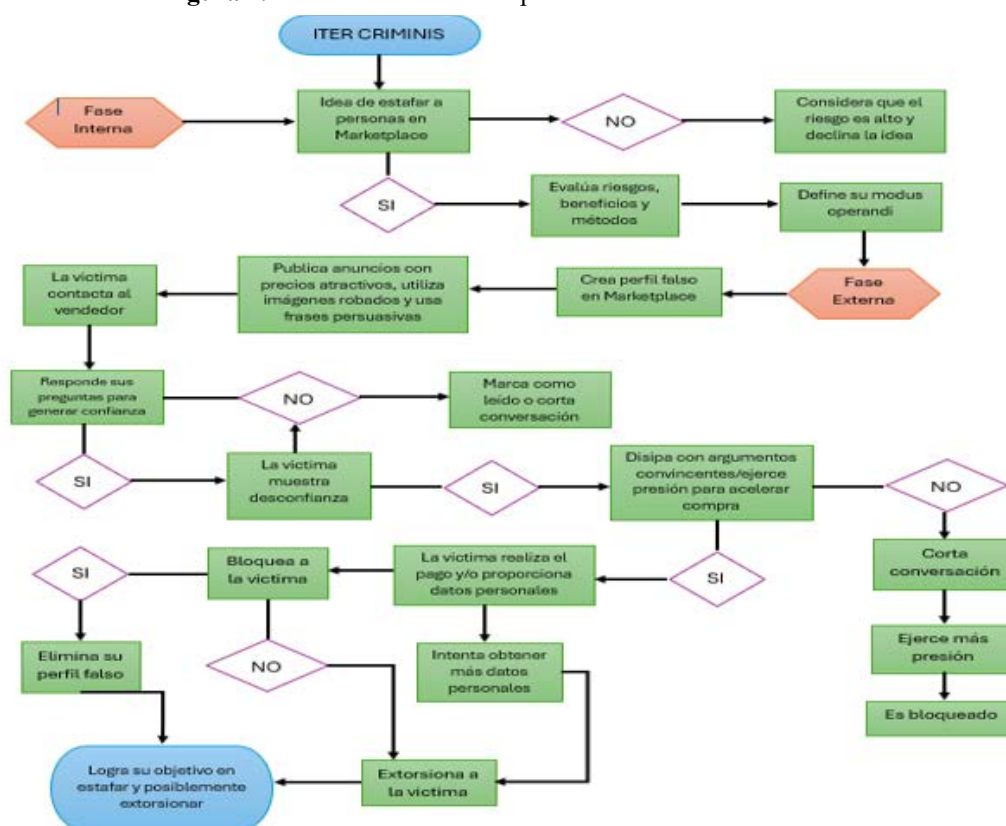 ITER CRIMINIS
Fase
Interna
Idea de estafar a
personas en
Marketplace
NO
Considera que el
riesgo es alto y
declina la idea
SI
Evalúa riesgos,
beneficios y
métodos
Define su modus
operandi
Fase
Externa
Crea perfil falso
en Marketplace
Publica anuncios con
precios atractivos, utiliza
imágenes robados y usa
frases persuasivas
La victima
contacta al
vendedor
Responde sus
preguntas para
generar confianza
NO
Marca como
leído o corta
conversación
SI
La victima
muestra
desconfianza
SI
Disipa con argumentos
convincentes/ejerce
presión para acelerar
compra
NO
Corta
conversación
Ejerce más
presión
Es bloqueado
SI
La victima realiza el
pago y/o proporciona
datos personales
Intenta obtener
más datos
personales
Bloquea a
la victima
SI
NO
Elimina su
perfil falso
Extorsiona a
la victima
Logra su objetivo en
estafar y posiblemente
extorsionar